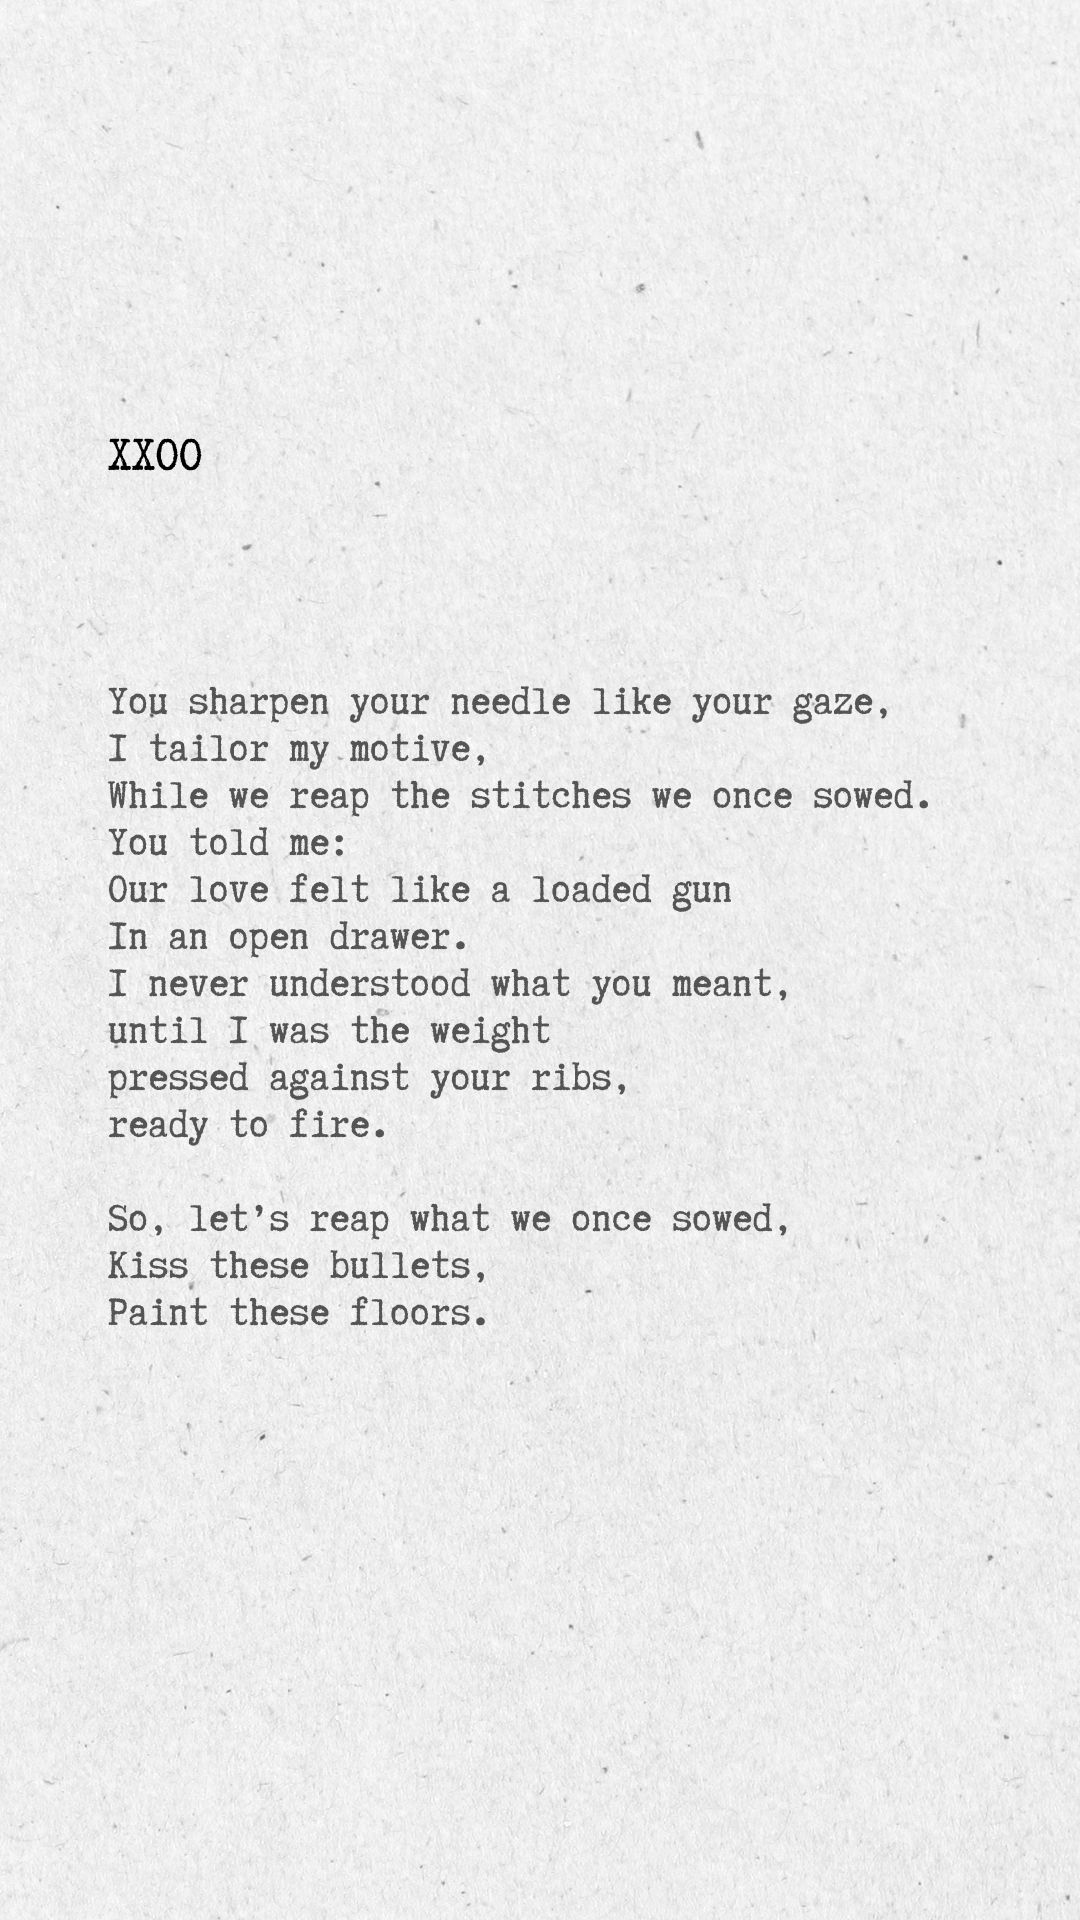 XXOO
You sharpen your needle like your gaze,
I tailor my motive,
While we reap the stitches we once sowed.
You told me:
Our love felt like a loaded gun
In an open drawer.
I never understood what you meant,
until I was the weight
pressed against your ribs,
ready to fire.
So, let’s reap what we once sowed,
Kiss these bullets,
Paint these floors.